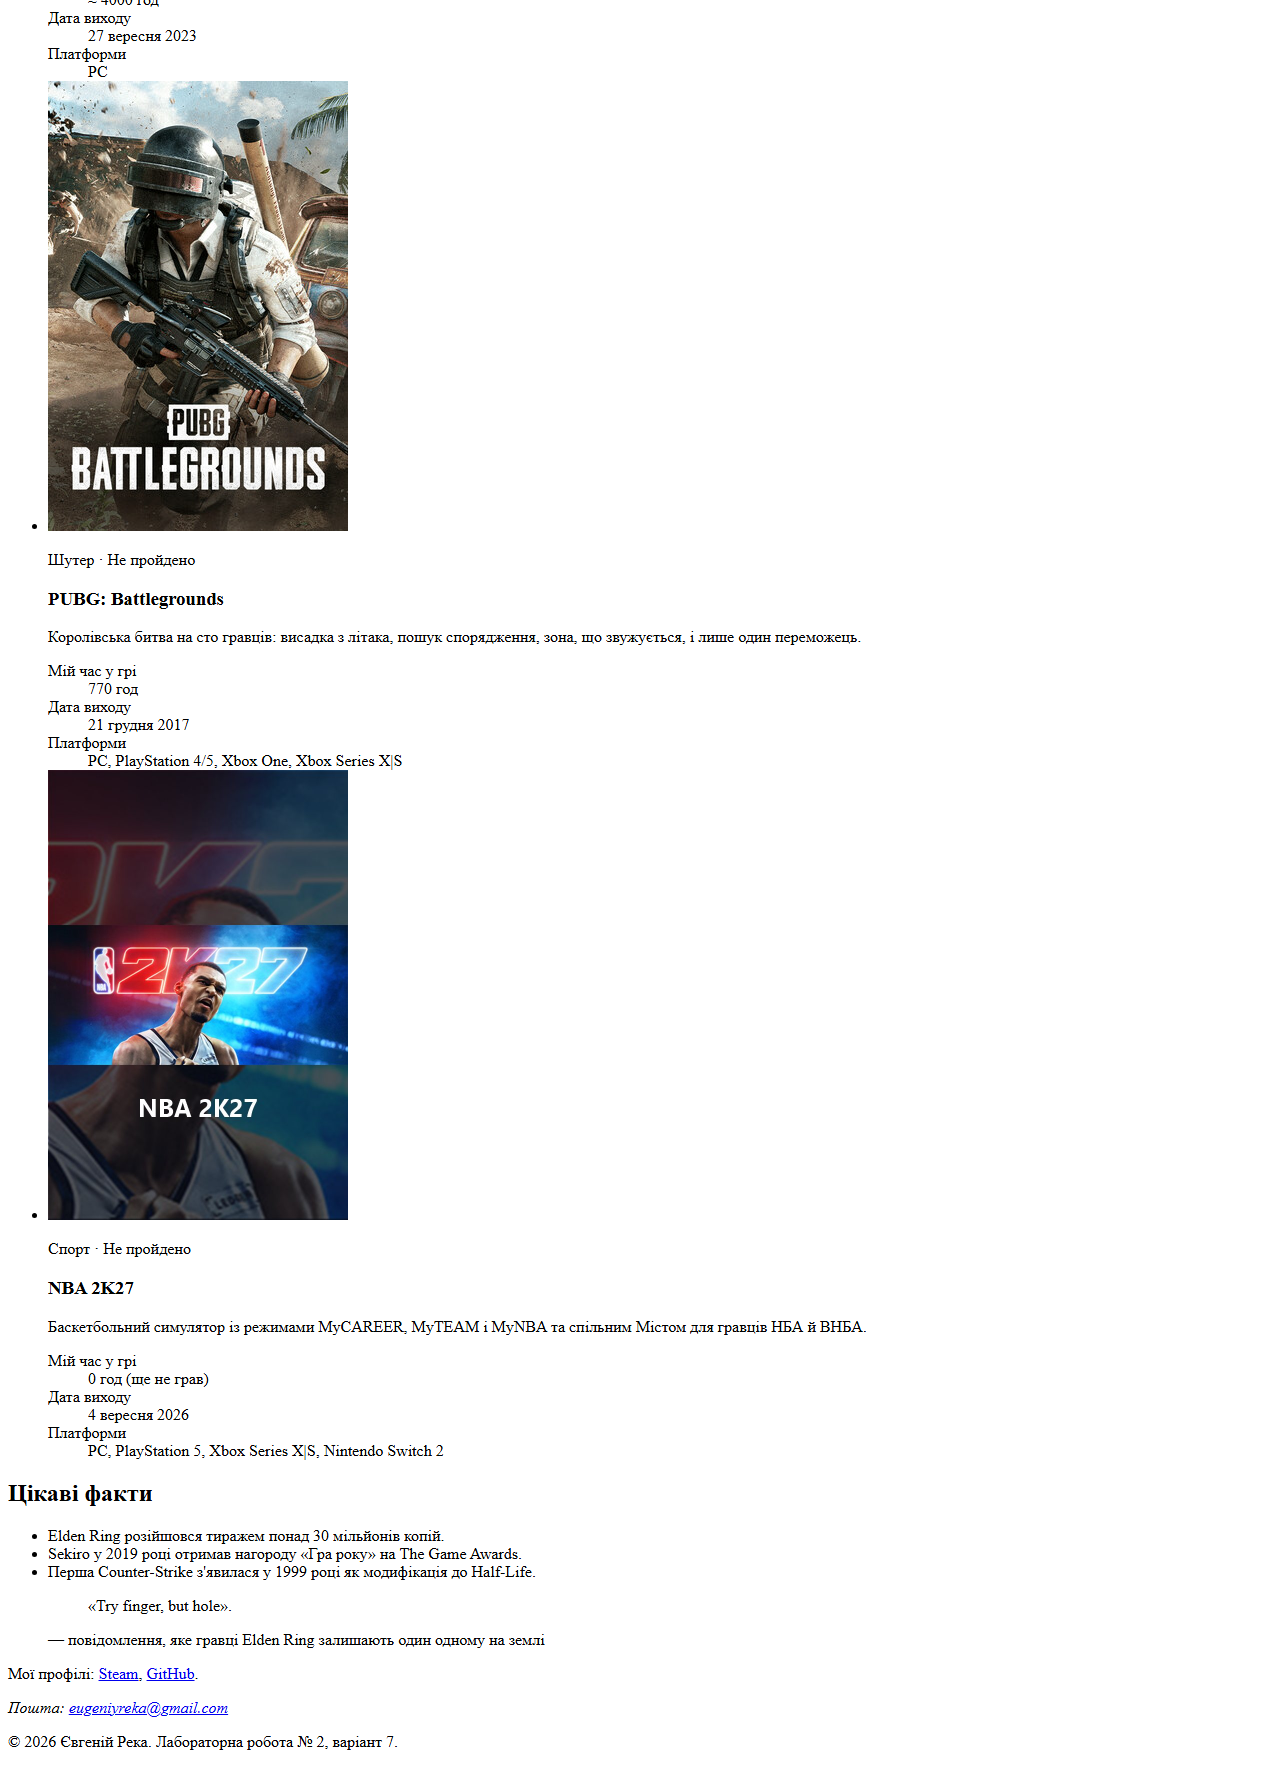 ≈ 4000 год
Дата виходу
27 вересня 2023
Платформи
PC
PUBG
BATTLEGROUNDS
Шутер · Не пройдено
PUBG: Battlegrounds
Королівська битва на сто гравців: висадка з літака, пошук спорядження, зона, що звужується, і лише один переможець.
Мій час у грі
770 год
Дата виходу
21 грудня 2017
Платформи
PC, PlayStation 4/5, Xbox One, Xbox Series X|S
2K27
NBA 2K27
Спорт · Не пройдено
NBA 2K27
Баскетбольний симулятор із режимами MyCAREER, MyTEAM і MyNBA та спільним Містом для гравців НБА й ВНБА.
Мій час у грі
0 год (ще не грав)
Дата виходу
4 вересня 2026
Платформи
PC, PlayStation 5, Xbox Series X|S, Nintendo Switch 2
Цікаві факти
Elden Ring розійшовся тиражем понад 30 мільйонів копій.
Sekiro у 2019 році отримав нагороду «Гра року» на The Game Awards.
Перша Counter-Strike з'явилася у 1999 році як модифікація до Half-Life.
«Try finger, but hole».
— повідомлення, яке гравці Elden Ring залишають один одному на землі
Мої профілі: Steam, GitHub.
Пошта: eugeniyreka@gmail.com
© 2026 Євгеній Река. Лабораторна робота № 2, варіант 7.